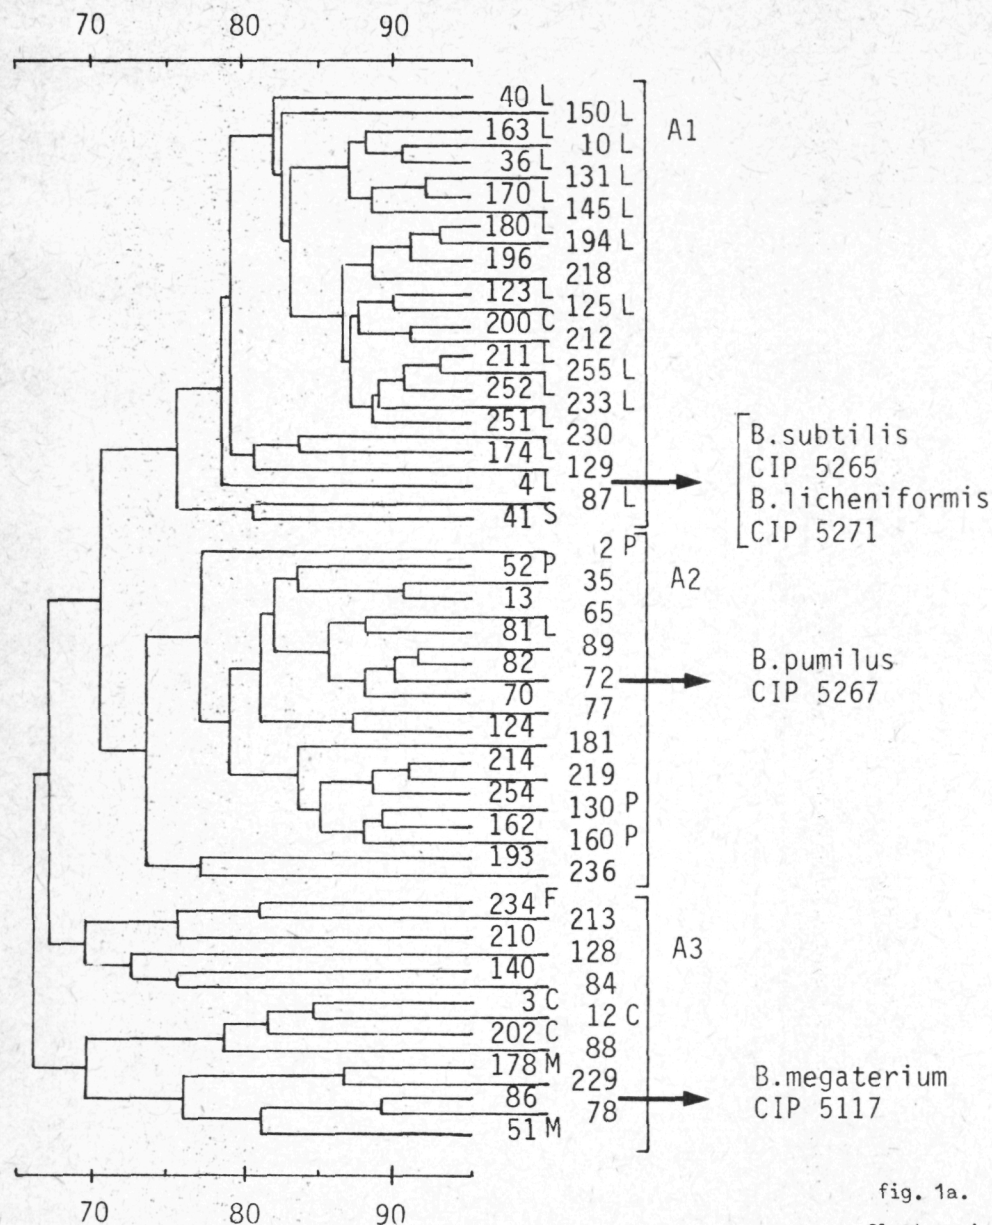 70 80 90
40 L
150 L
163 L
10 L
36 L
131 L
170 L
145 L
180 L
194 L
196
218
123 L
125 L
200 C
212
211 L
255 L
252 L
233 L
251 L
230
174 L
129
4 L
87 L
41 S
A1
B.subtilis
CIP 5265
B.licheniformis
CIP 5271
2 P
52 P
35
13
65
81 L
89
82
72
70
77
124
181
214
219
254
130 P
162
160 P
193
236
A2
B.pumilus
CIP 5267
234 F
213
210
128
140
84
3 C
12 C
202 C
88
178 M
229
86
78
51 M
A3
B.megaterium
CIP 5117
70 80 90
fig. 1a.